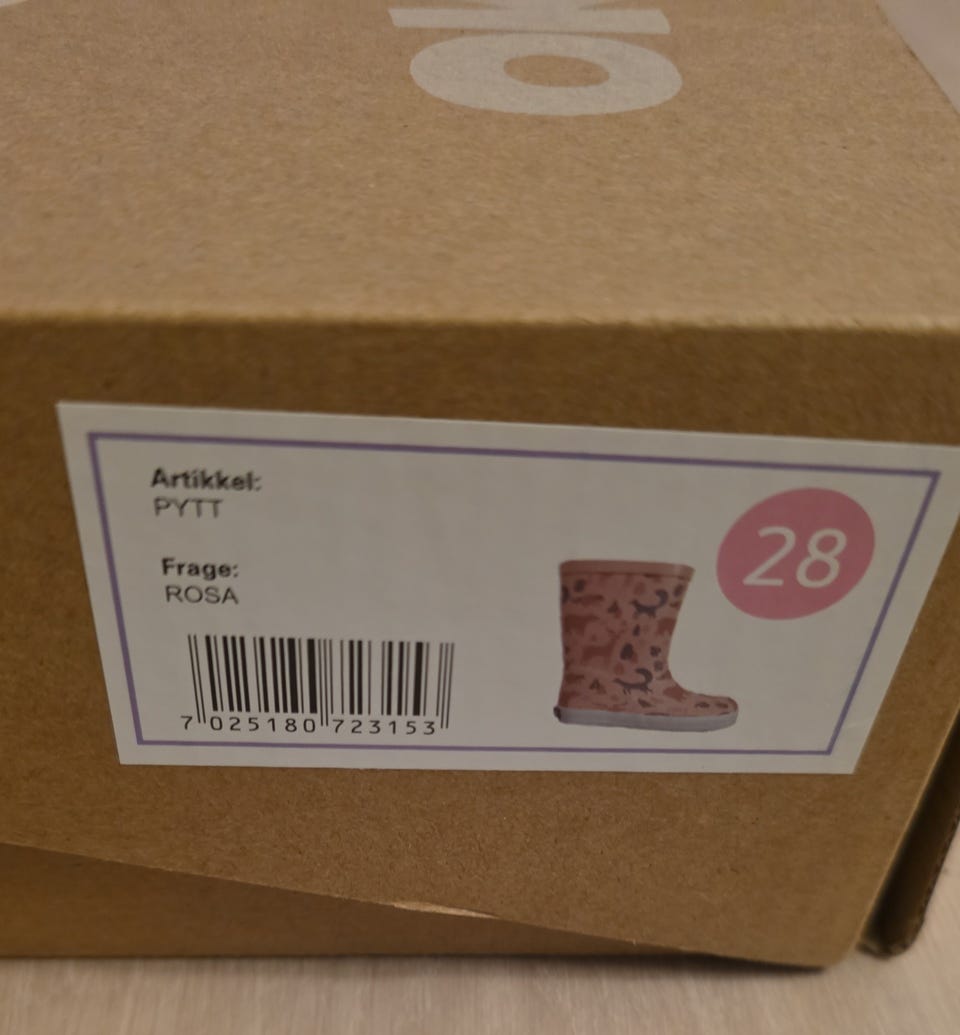 Artikkel:
PYTT
Frage:
ROSA
28
7 025180 723153